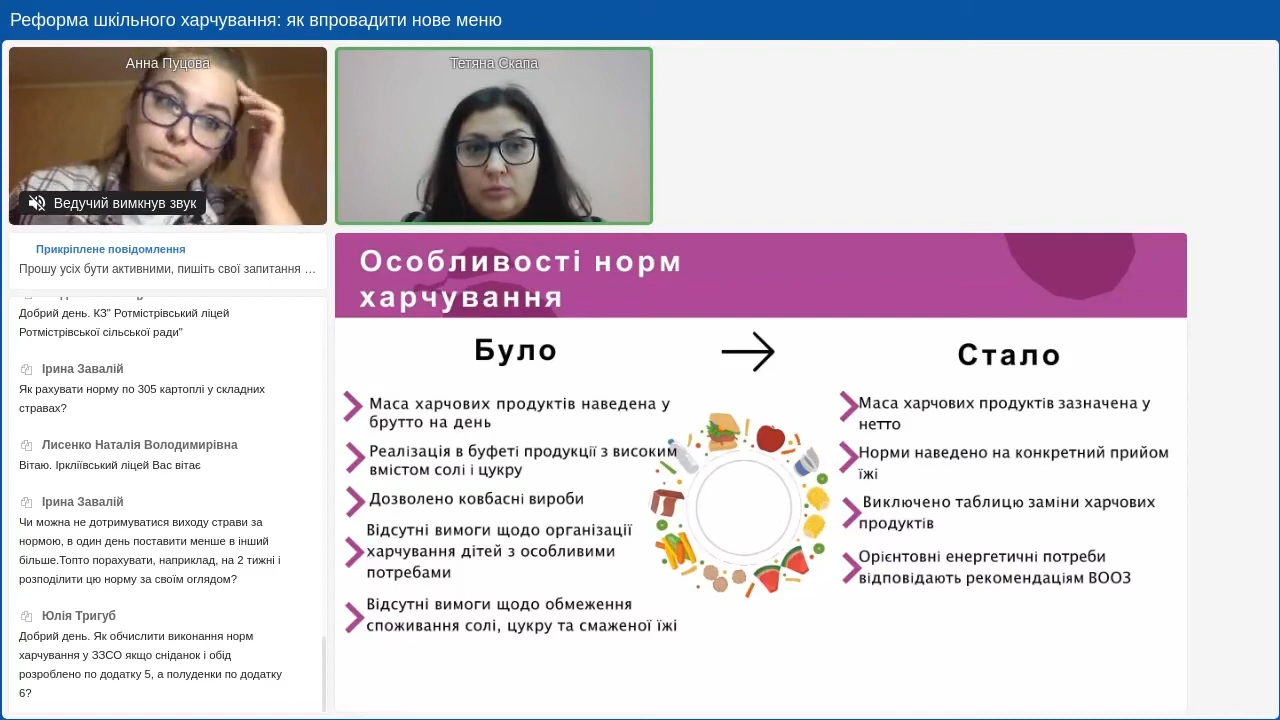 Реформа шкільного харчування: як впровадити нове меню
Анна Пуцова
Ведучий вимкнув звук
Тетяна Скапа
Прикріплене повідомлення
Прошу усіх бути активними, пишіть свої запитання …
Добрий день. КЗ" Ротмістрівський ліцей
Ротмістрівської сільської ради"
Ірина Завалій
Як рахувати норму по 305 картоплі у складних
стравах?
Лисенко Наталія Володимирівна
Вітаю. Іркліївський ліцей Вас вітає
Ірина Завалій
Чи можна не дотримуватися виходу страви за
нормою, в один день поставити менше в інший
більше.Топто порахувати, наприклад, на 2 тижні і
розподілити цю норму за своїм оглядом?
Юлія Тригуб
Добрий день. Як обчислити виконання норм
харчування у ЗЗСО якщо сніданок і обід
розроблено по додатку 5, а полуденки по додатку
6?
Особливості норм
харчування
Було
Маса харчових продуктів наведена у
брутто на день
Реалізація в буфеті продукції з високим
вмістом солі і цукру
Дозволено ковбасні вироби
Відсутні вимоги щодо організації
харчування дітей з особливими
потребами
Відсутні вимоги щодо обмеження
споживання солі, цукру та смаженої їжі
Стало
Маса харчових продуктів зазначена у
нетто
Норми наведено на конкретний прийом
їжі
Виключено таблицю заміни харчових
продуктів
Орієнтовні енергетичні потреби
відповідають рекомендаціям ВООЗ